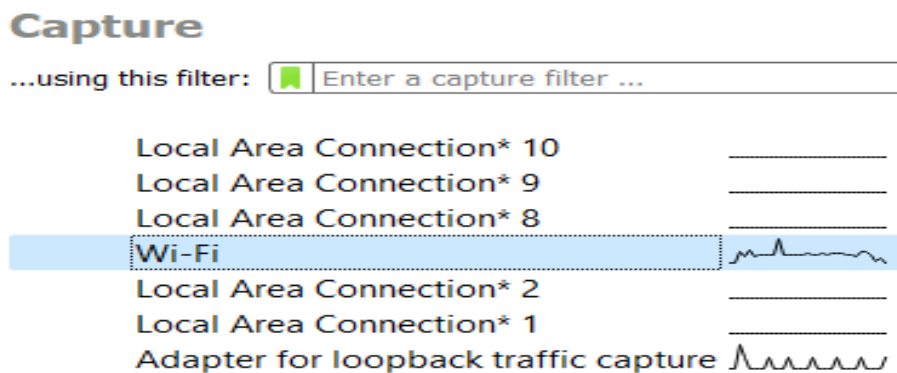 Capture
...using this filter: Enter a capture filter ...
Local Area Connection* 10
Local Area Connection* 9
Local Area Connection* 8
Wi-Fi
Local Area Connection* 2
Local Area Connection* 1
Adapter for loopback traffic capture